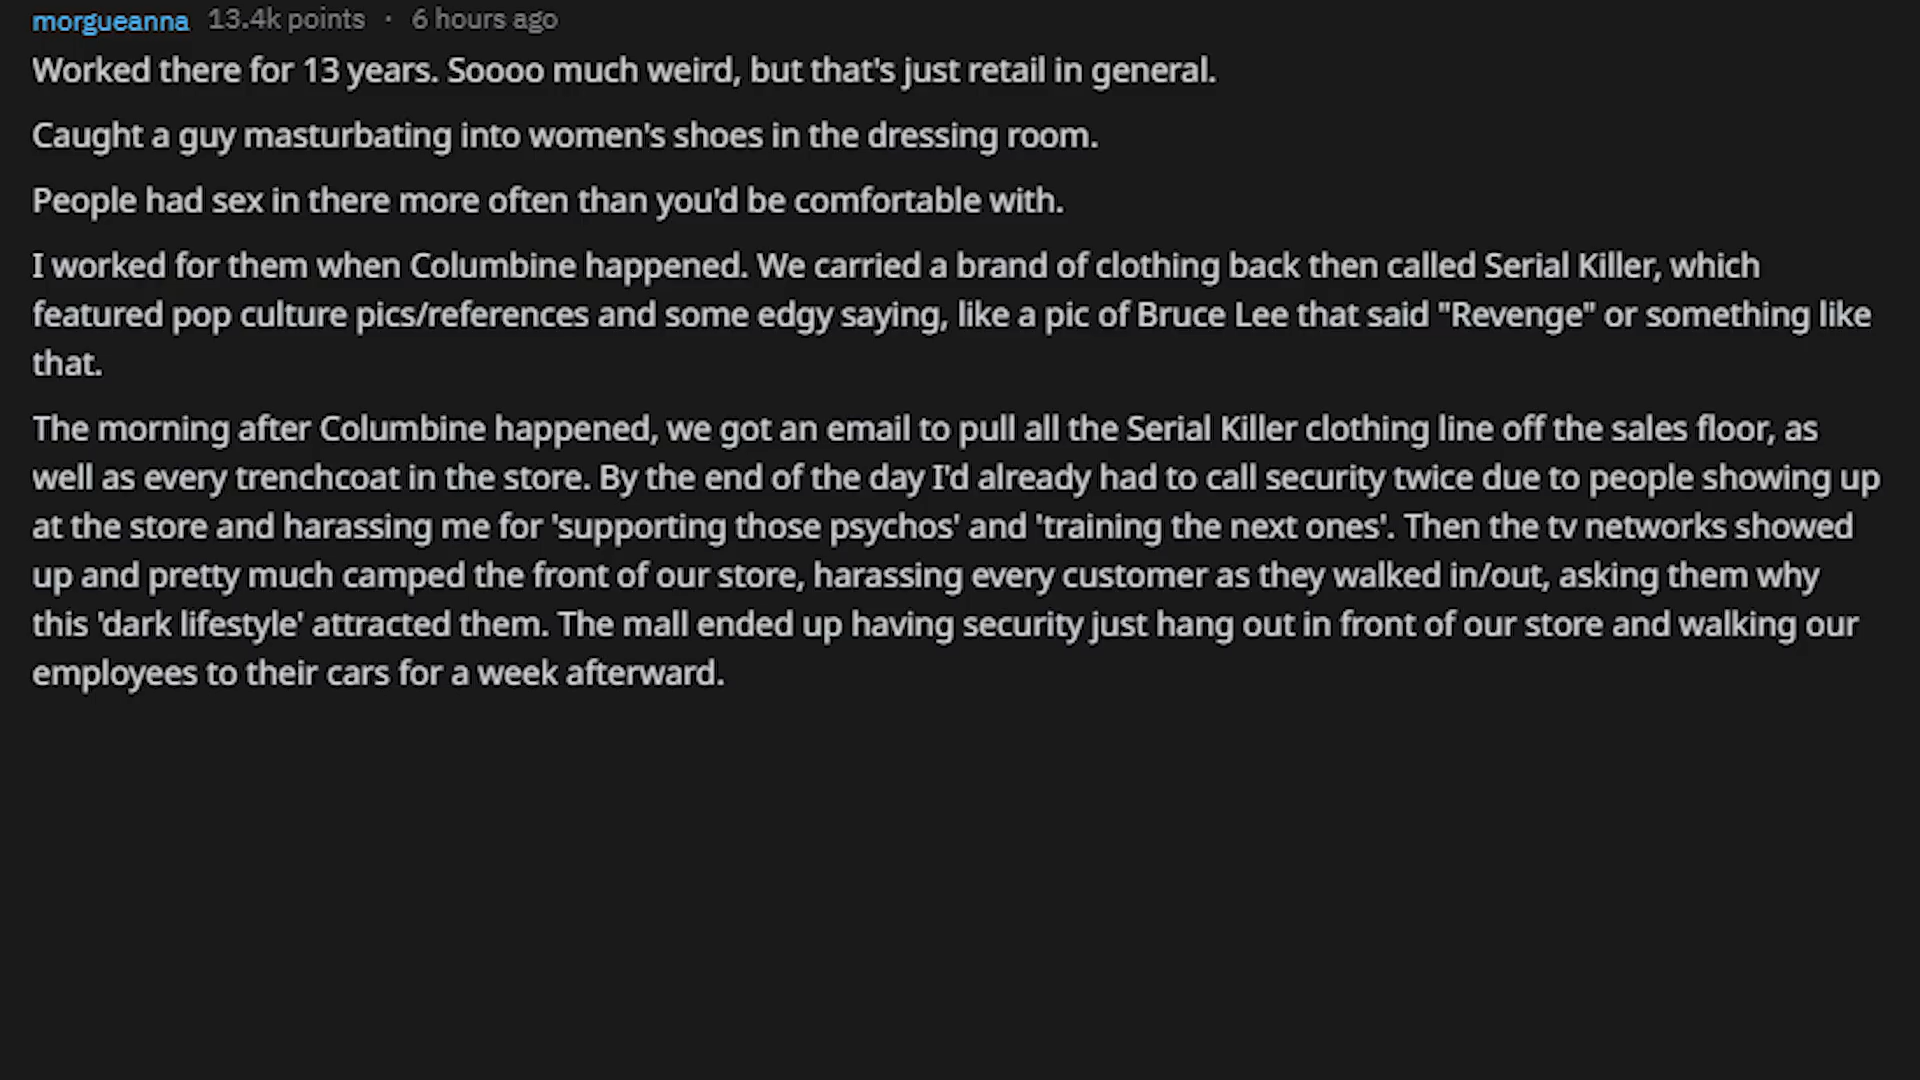 morgueanna 13.4k points · 6 hours ago
Worked there for 13 years. Soooo much weird, but that's just retail in general.
Caught a guy masturbating into women's shoes in the dressing room.
People had sex in there more often than you'd be comfortable with.
I worked for them when Columbine happened. We carried a brand of clothing back then called Serial Killer, which
featured pop culture pics/references and some edgy saying, like a pic of Bruce Lee that said "Revenge" or something like
that.
The morning after Columbine happened, we got an email to pull all the Serial Killer clothing line off the sales floor, as
well as every trenchcoat in the store. By the end of the day I'd already had to call security twice due to people showing up
at the store and harassing me for 'supporting those psychos' and 'training the next ones'. Then the tv networks showed
up and pretty much camped the front of our store, harassing every customer as they walked in/out, asking them why
this 'dark lifestyle' attracted them. The mall ended up having security just hang out in front of our store and walking our
employees to their cars for a week afterward.